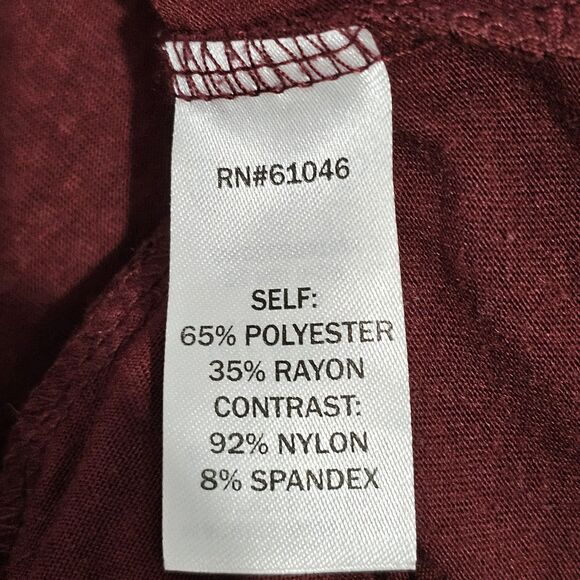 RN#61046
SELF:
65% POLYESTER
35% RAYON
CONTRAST:
92% NYLON
8% SPANDEX